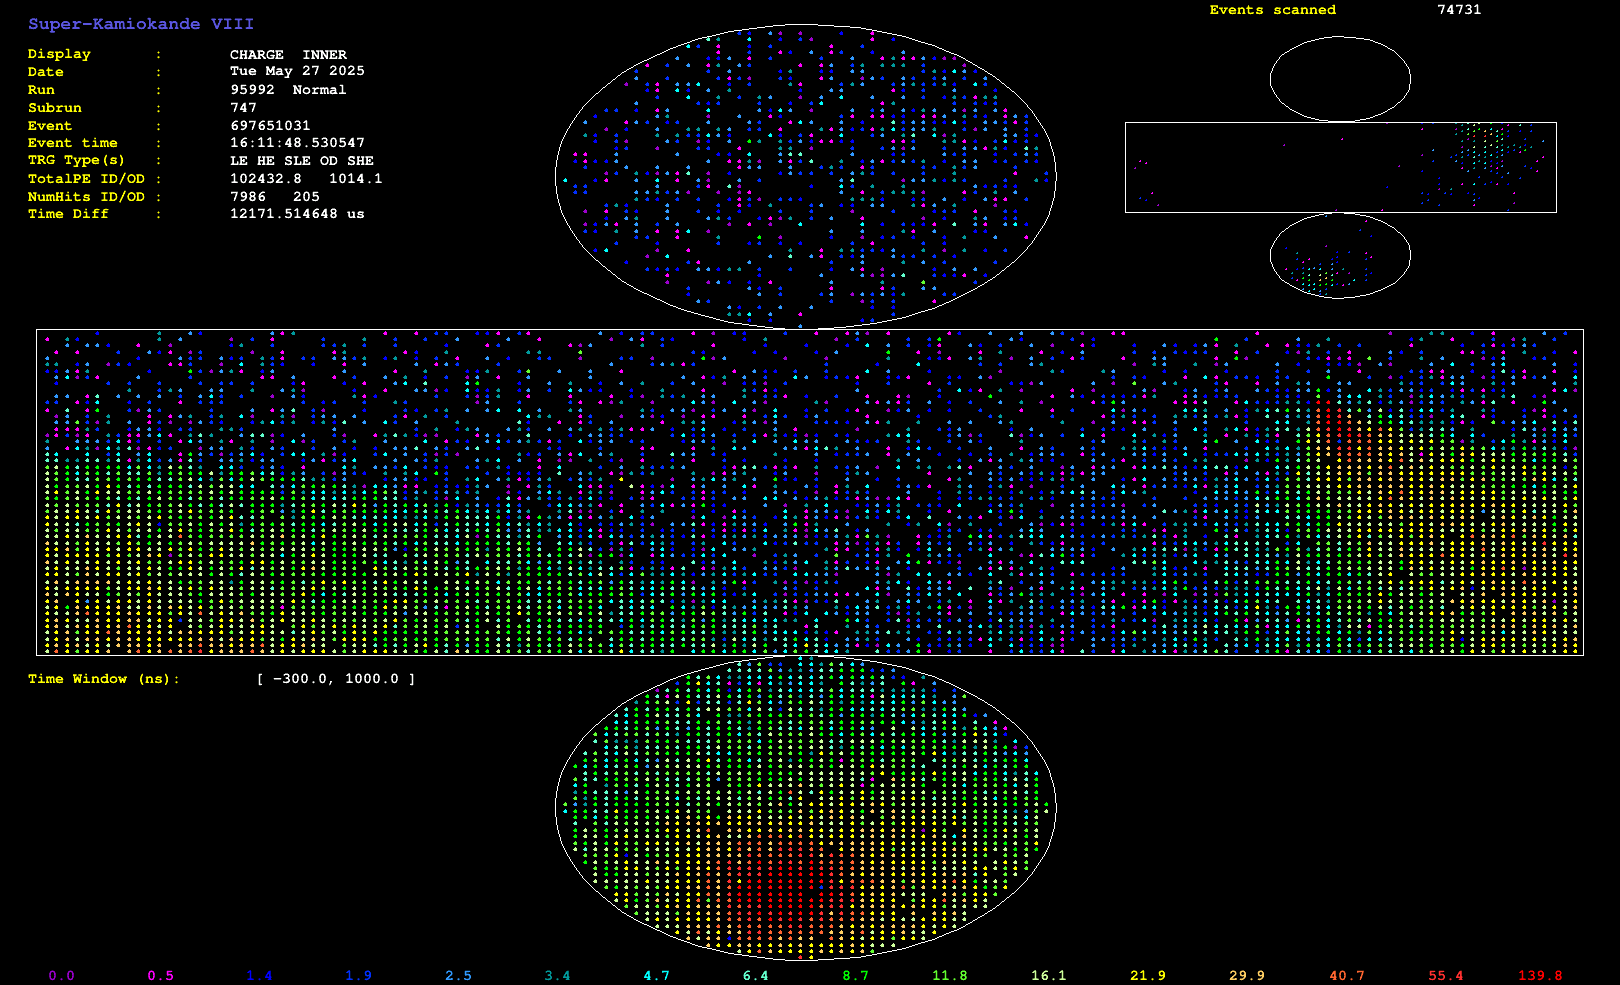 Super-Kamiokande VIII
Events scanned 74731
Display : CHARGE INNER
Date : Tue May 27 2025
Run : 95992 Normal
Subrun : 747
Event : 697651031
Event time : 16:11:48.530547
TRG Type(s) : LE HE SLE OD SHE
TotalPE ID/OD : 102432.8 1014.1
NumHits ID/OD : 7986 205
Time Diff : 12171.514648 us
Time Window (ns): [ -300.0, 1000.0 ]
0.0 0.5 1.4 1.9 2.5 3.4 4.7 6.4 8.7 11.8 16.1 21.9 29.9 40.7 55.4 139.8